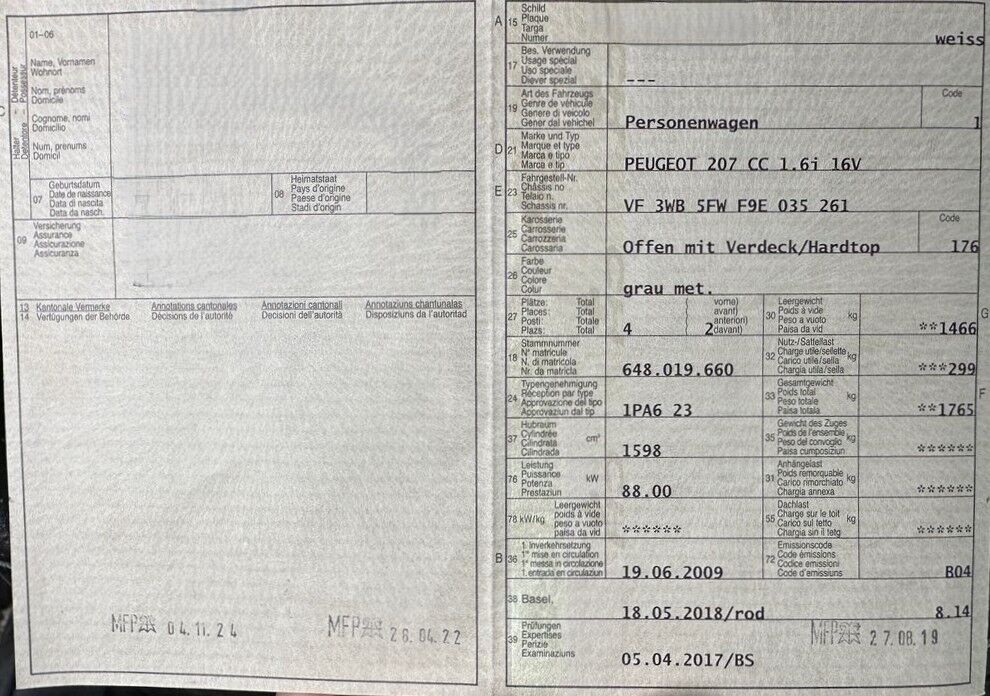 01–06
Halter – Détenteur
Detentore – Possessur
Name, Vornamen
Wohnort
Nom, prénoms
Domicile
Cognome, nomi
Domicilio
Num, prenums
Domicil
C
07
Geburtsdatum
Date de naissance
Data di nascita
Data da nasch.
08
Heimatstaat
Pays d'origine
Paese d'origine
Stadi d'origin
09
Versicherung
Assurance
Assicurazione
Assicuranza
13 Kantonale Vermerke Annotations cantonales Annotazioni cantonali Annotaziuns chantunalas
14 Verfügungen der Behörde Décisions de l'autorité Decisioni dell'autorità Disposiziuns da l'autoritad
MFP 04.11.24
MFP 26.04.22
A 15
Schild
Plaque
Targa
Numer
weiss
17
Bes. Verwendung
Usage spécial
Uso speciale
Diever spezial
---
19
Art des Fahrzeugs
Genre de véhicule
Genere di veicolo
Gener dal vehichel
Personenwagen
Code
1
D 21
Marke und Typ
Marque et type
Marca e tipo
Marca e tip
PEUGEOT 207 CC 1.6i 16V
E 23
Fahrgestell-Nr.
Châssis no
Telaio n.
Schassis nr.
VF 3WB 5FW F9E 035 261
25
Karosserie
Carrosserie
Carrozzeria
Carossaria
Offen mit Verdeck/Hardtop
Code
176
26
Farbe
Couleur
Colore
Colur
grau met.
27
Plätze: Total
Places: Total
Posti: Totale
Plazs: Total
4
( vorne)
( avant)
( anteriori)
( davant)
2
30
Leergewicht
Poids à vide
Peso a vuoto
Paisa da vid
kg
**1466
G
18
Stammnummer
N° matricule
N. di matricola
Nr. da matricla
648.019.660
32
Nutz-/Sattellast
Charge utile/sellette
Carico utile/sella
Chargia utila/sella
kg
***299
24
Typengenehmigung
Réception par type
Approvazione del tipo
Approvaziun dal tip
1PA6 23
33
Gesamtgewicht
Poids total
Peso totale
Paisa totala
kg
**1765
F
37
Hubraum
Cylindrée
Cilindrata
Cilindrada
cm³
1598
35
Gewicht des Zuges
Poids de l'ensemble
Peso del convoglio
Paisa cumposiziun
kg
******
76
Leistung
Puissance
Potenza
Prestaziun
kW
88.00
31
Anhängelast
Poids remorquable
Carico rimorchiato
Chargia annexa
kg
******
78 kW/kg
Leergewicht
poids à vide
peso a vuoto
paisa da vid
******
55
Dachlast
Charge sur le toit
Carico sul tetto
Chargia sin il tetg
kg
******
B 36
1. Inverkehrsetzung
1re mise en circulation
1a messa in circolazione
1. entrada en circulaziun
19.06.2009
72
Emissionscode
Code émissions
Codice emissioni
Code d'emissiuns
B04
38 Basel,
18.05.2018/rod
8.14
39
Prüfungen
Expertises
Perizie
Examinaziuns
05.04.2017/BS
MFP 27.08.19